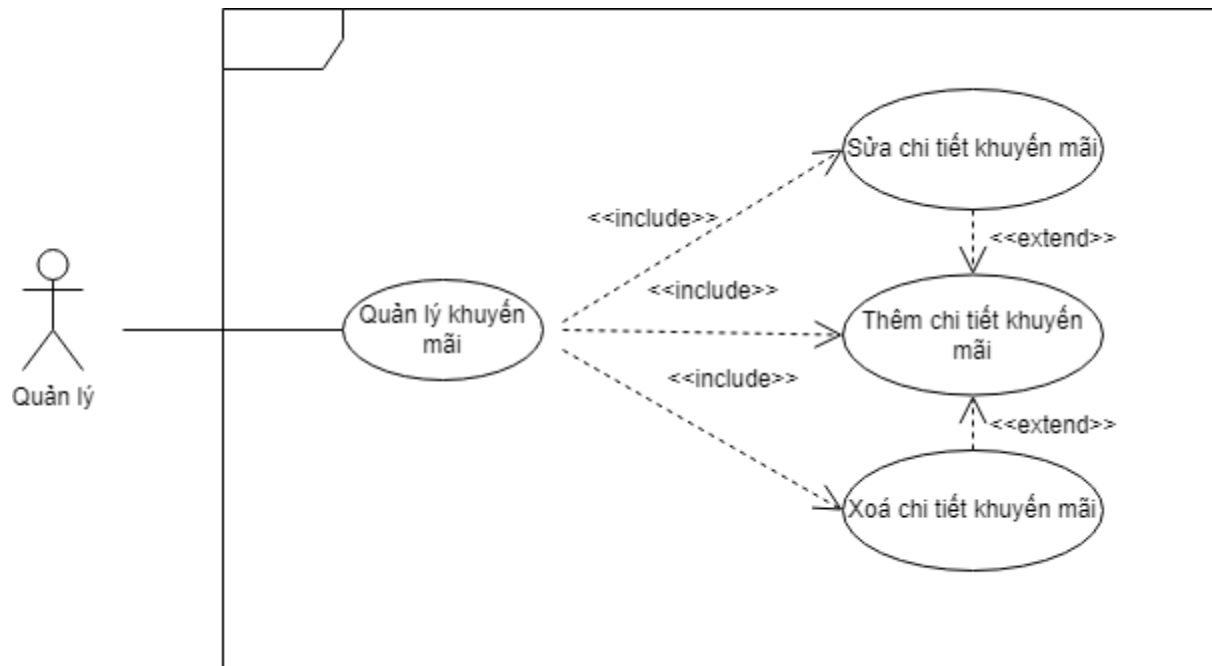 Sửa chi tiết khuyến mãi
<<include>>
<<extend>>
<<include>>
Quản lý khuyến
mãi
Thêm chi tiết khuyến
mãi
<<include>>
Quản lý
<<extend>>
Xoá chi tiết khuyến mãi